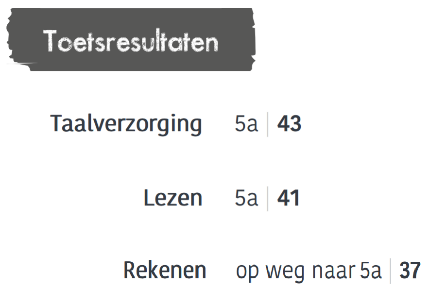 Toetsresultaten
Taalverzorging 5a | 43
Lezen 5a | 41
Rekenen op weg naar 5a | 37